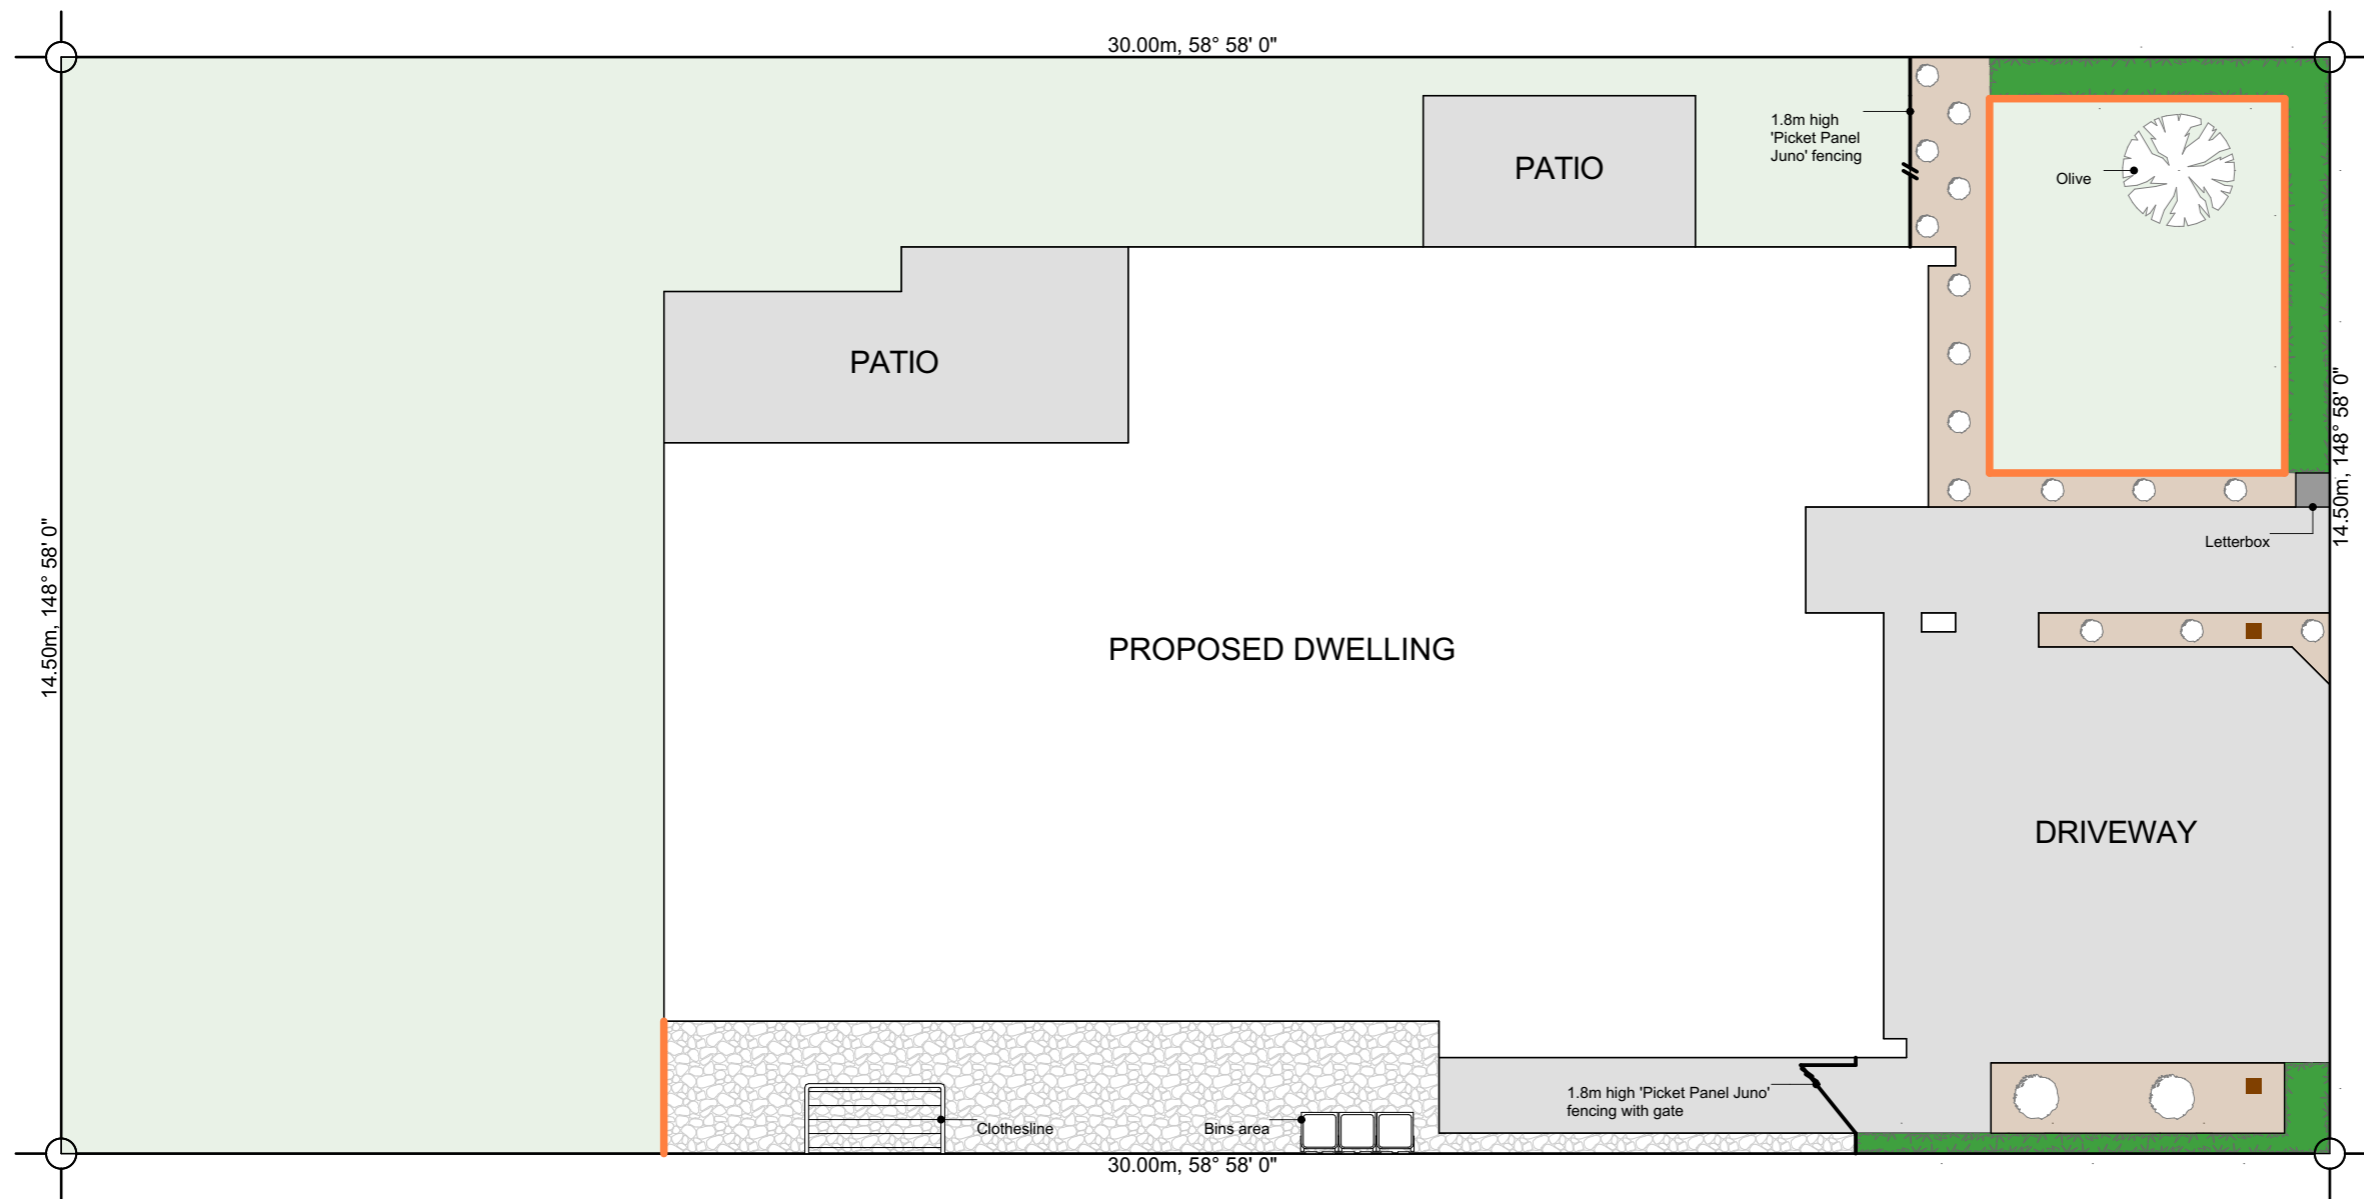 30.00m, 58° 58' 0"
1.8m high
'Picket Panel
Juno' fencing
PATIO
Olive
PATIO
14.50m, 148° 58' 0"
14.50m, 148° 58' 0"
Letterbox
PROPOSED DWELLING
DRIVEWAY
1.8m high 'Picket Panel Juno'
fencing with gate
Clothesline
Bins area
30.00m, 58° 58' 0"